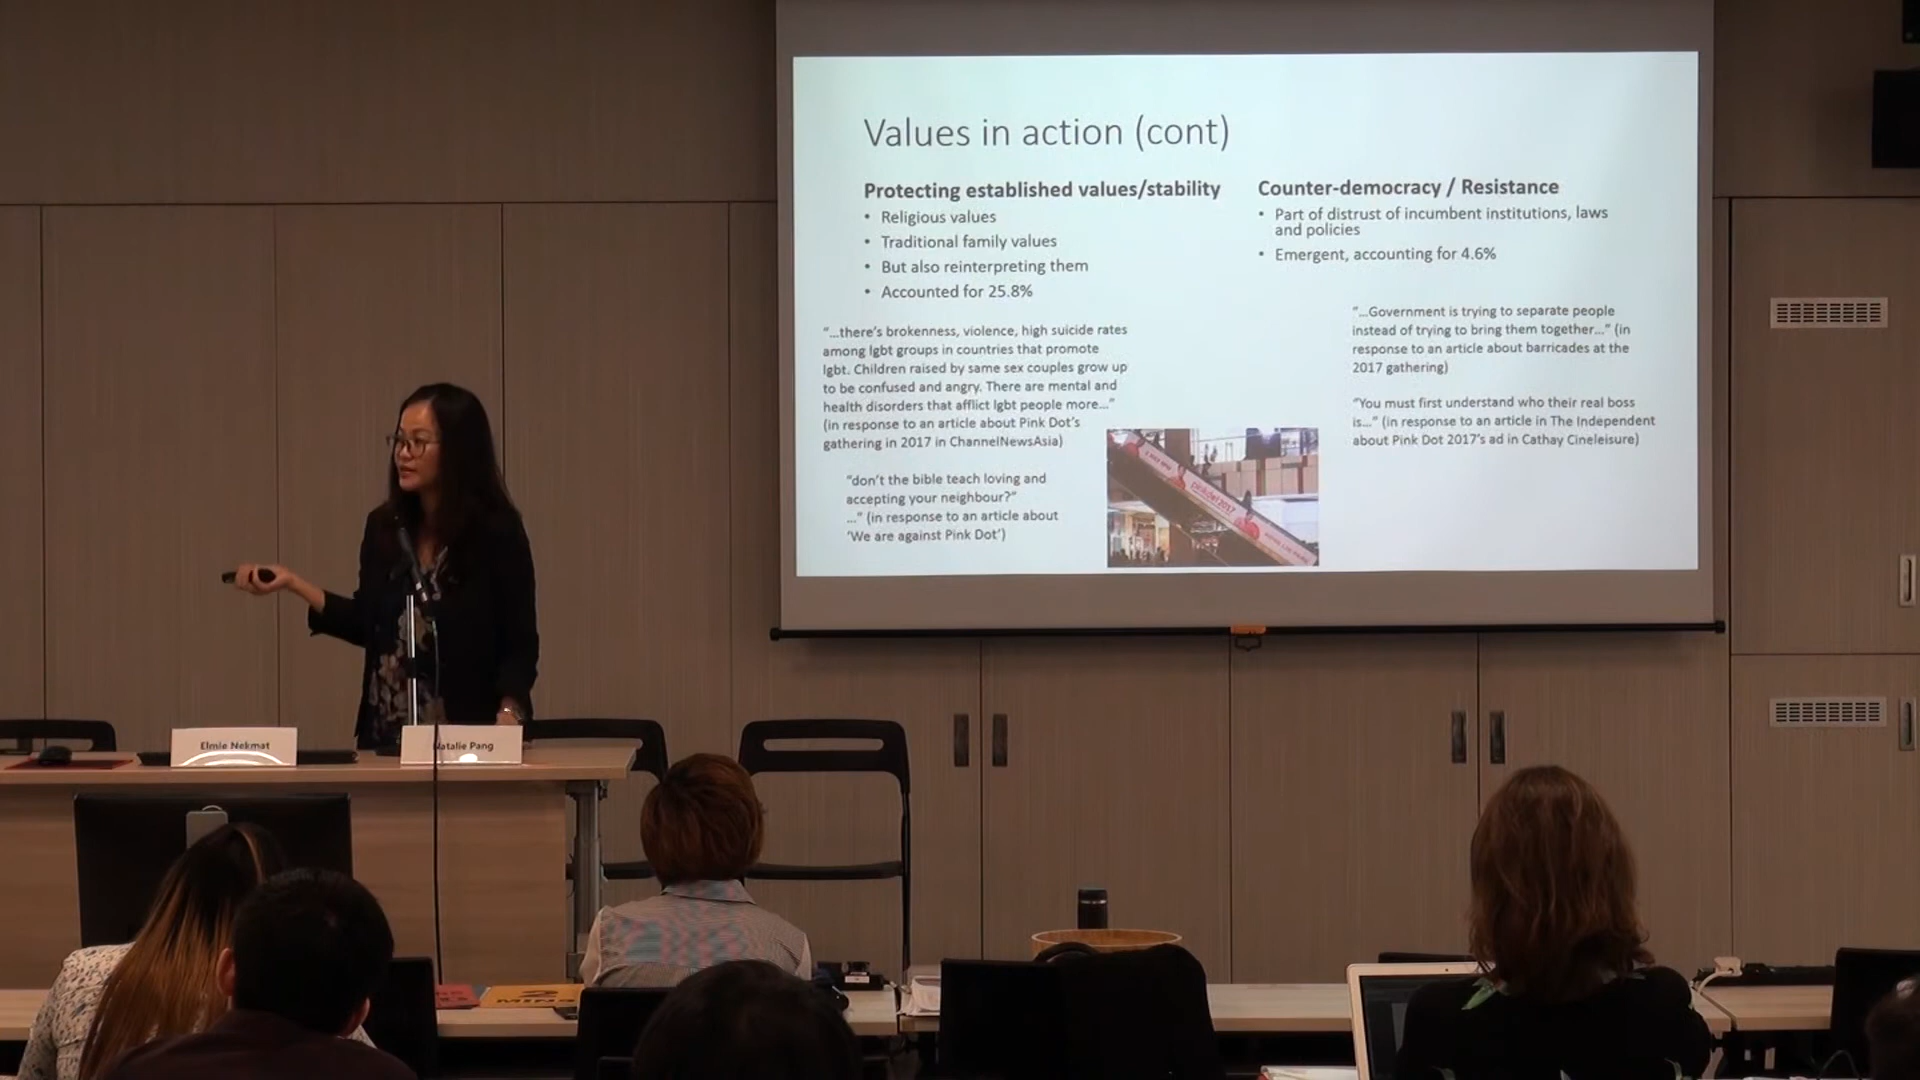 Values in action (cont)
Protecting established values/stability
• Religious values
• Traditional family values
• But also reinterpreting them
• Accounted for 25.8%
"...there's brokenness, violence, high suicide rates
among lgbt groups in countries that promote
lgbt. Children raised by same sex couples grow up
to be confused and angry. There are mental and
health disorders that afflict lgbt people more..."
(in response to an article about Pink Dot's
gathering in 2017 in ChannelNewsAsia)
"don't the bible teach loving and
accepting your neighbour?"
..." (in response to an article about
'We are against Pink Dot')
Counter-democracy / Resistance
• Part of distrust of incumbent institutions, laws
and policies
• Emergent, accounting for 4.6%
"...Government is trying to separate people
instead of trying to bring them together..." (in
response to an article about barricades at the
2017 gathering)
"You must first understand who their real boss
is..." (in response to an article in The Independent
about Pink Dot 2017's ad in Cathay Cineleisure)
pinkdot 2017
Elmie Nekmat
Natalie Pang
2
MINS